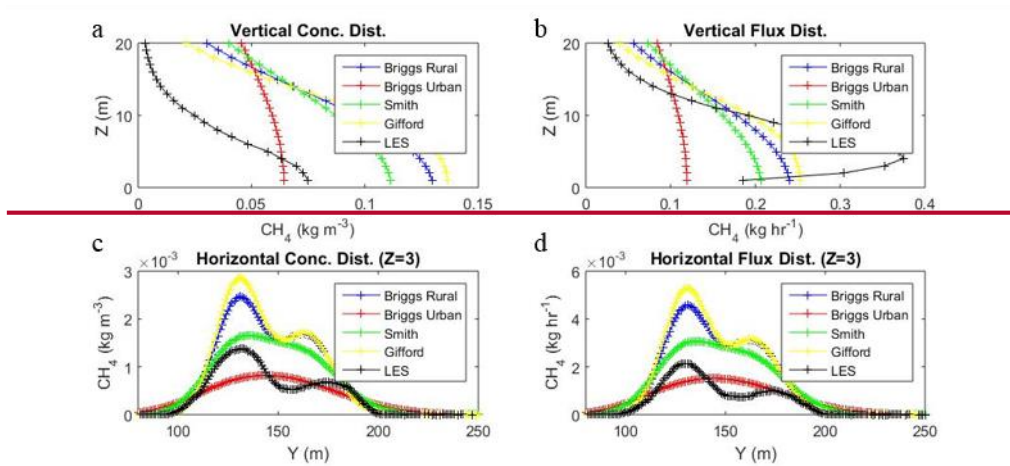 a
Vertical Conc. Dist.
20
10
0
Z (m)
0 0.05 0.1 0.15
CH4 (kg m-3)
Briggs Rural
Briggs Urban
Smith
Gifford
LES
b
Vertical Flux Dist.
20
10
0
Z (m)
0 0.1 0.2 0.3 0.4
CH4 (kg hr-1)
Briggs Rural
Briggs Urban
Smith
Gifford
LES
c
×10-3
Horizontal Conc. Dist. (Z=3)
3
2
1
0
CH4 (kg m-3)
100 150 200 250
Y (m)
Briggs Rural
Briggs Urban
Smith
Gifford
LES
d
×10-3
Horizontal Flux Dist. (Z=3)
6
4
2
0
CH4 (kg hr-1)
100 150 200 250
Y (m)
Briggs Rural
Briggs Urban
Smith
Gifford
LES